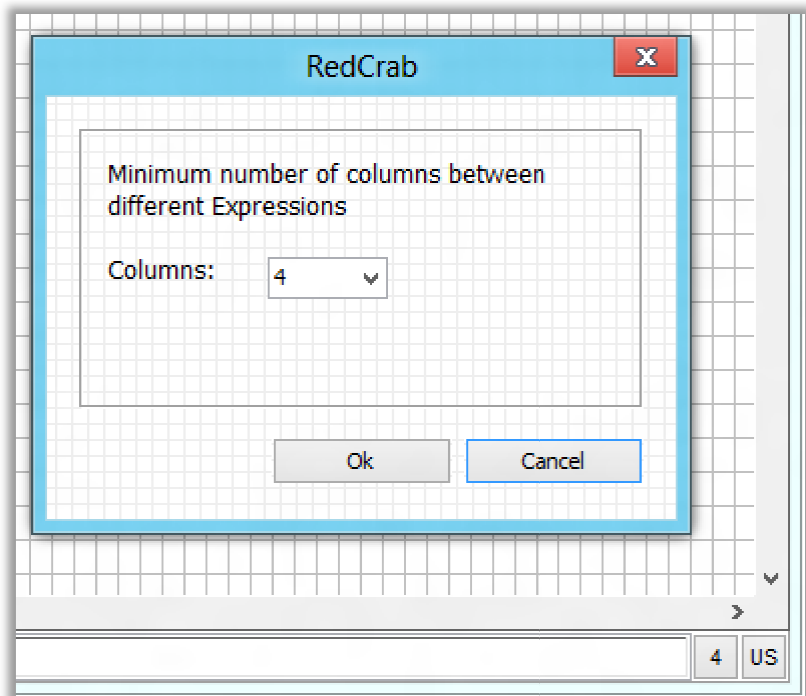 RedCrab
x
Minimum number of columns between
different Expressions
Columns:
4
Ok
Cancel
4
US